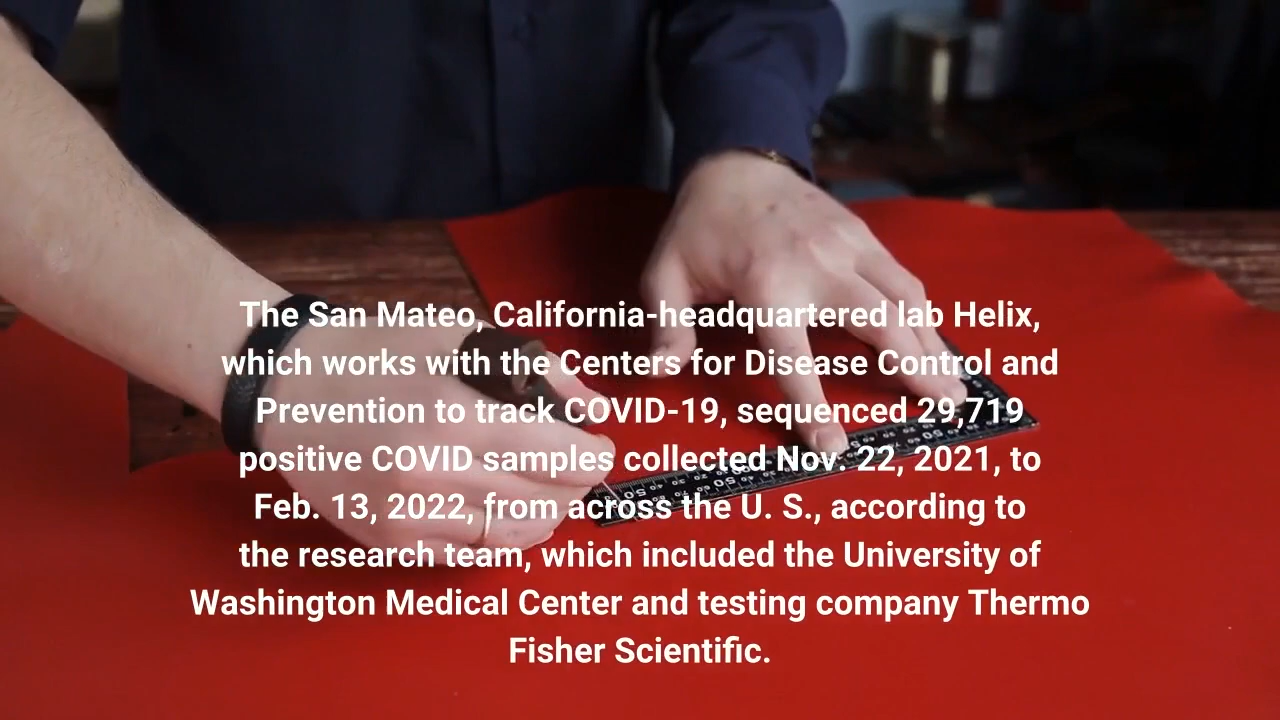 The San Mateo, California-headquartered lab Helix,
which works with the Centers for Disease Control and
Prevention to track COVID-19, sequenced 29,719
positive COVID samples collected Nov. 22, 2021, to
Feb. 13, 2022, from across the U. S., according to
the research team, which included the University of
Washington Medical Center and testing company Thermo
Fisher Scientific.